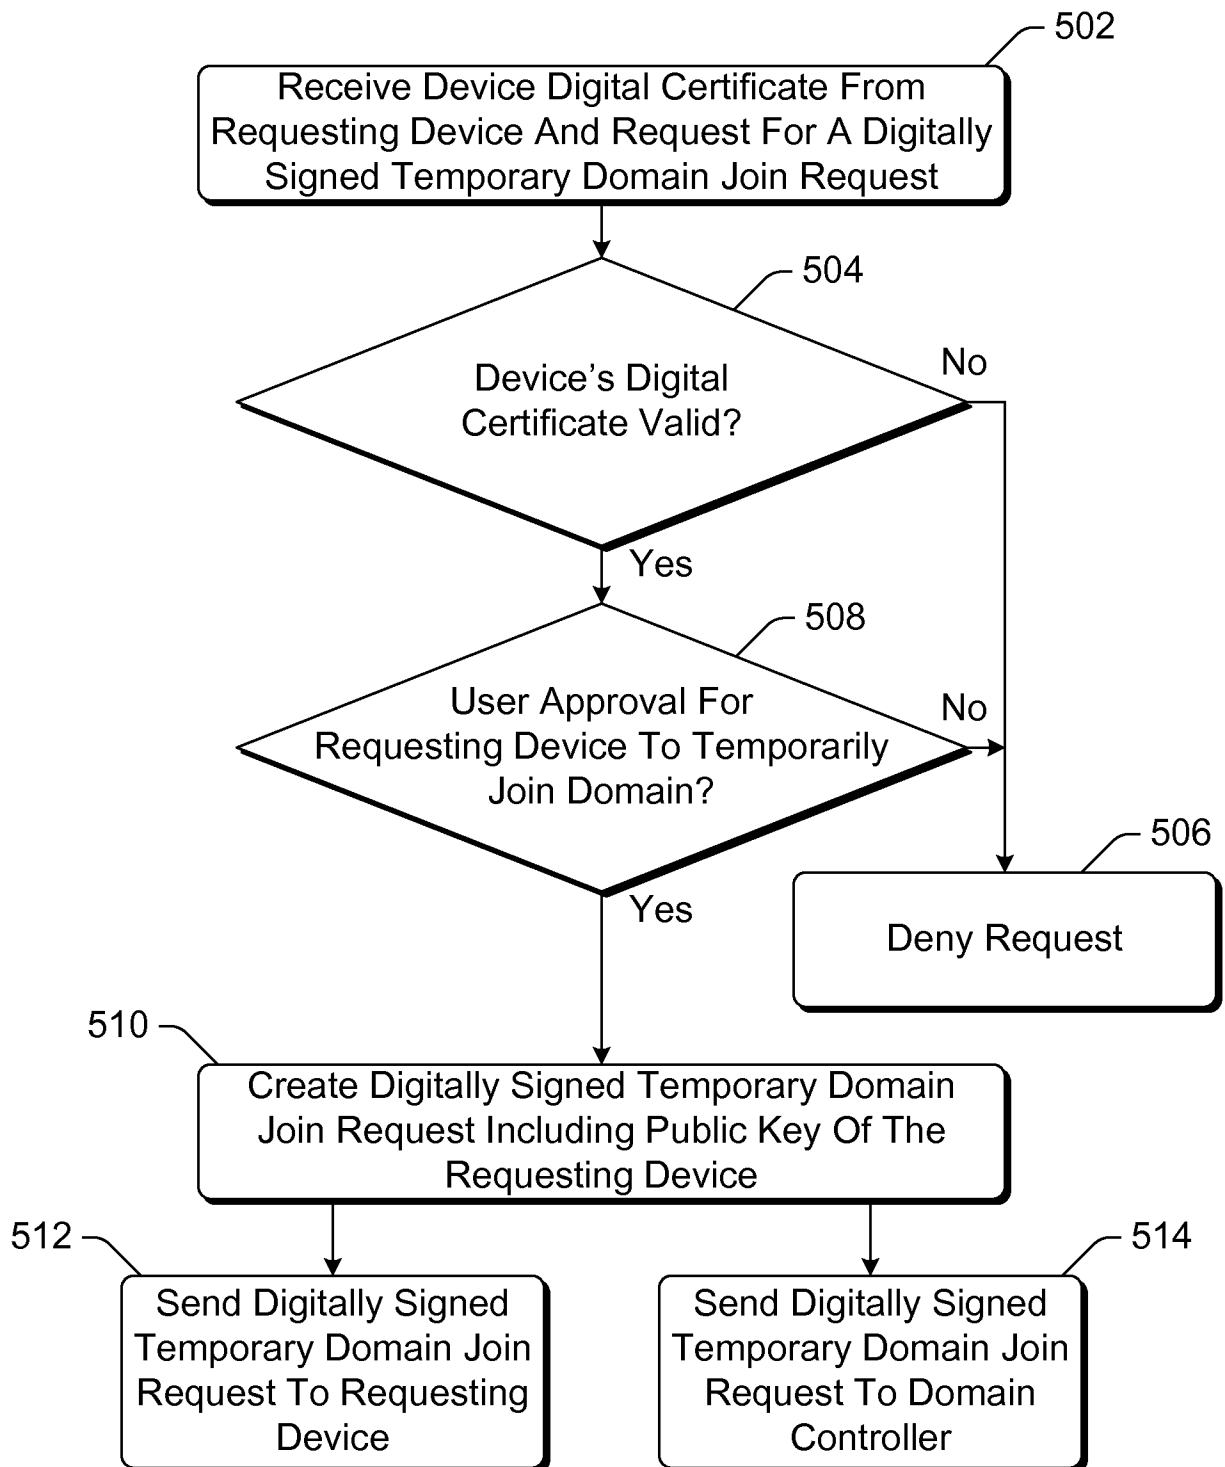 502
Receive Device Digital Certificate From
Requesting Device And Request For A Digitally
Signed Temporary Domain Join Request
504
No
Device’s Digital
Certificate Valid?
Yes
508
User Approval For
No
Requesting Device To Temporarily
Join Domain?
506
Yes
Deny Request
510
Create Digitally Signed Temporary Domain
Join Request Including Public Key Of The
Requesting Device
512
Send Digitally Signed
Temporary Domain Join
Request To Requesting
Device
514
Send Digitally Signed
Temporary Domain Join
Request To Domain
Controller